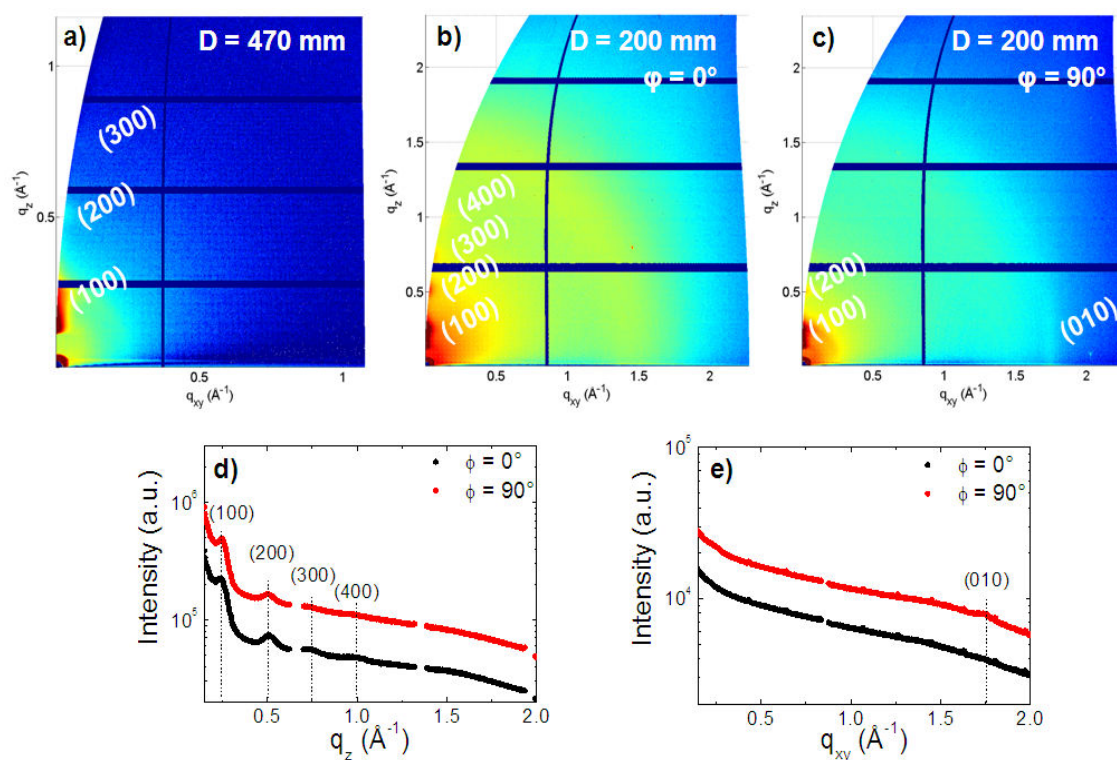 a)
D = 470 mm
1
0.5
q_z (Å⁻¹)
(300)
(200)
(100)
0.5
1
q_xy (Å⁻¹)
b)
D = 200 mm
φ = 0°
2
1.5
1
0.5
q_z (Å⁻¹)
(400)
(300)
(200)
(100)
0.5
1
1.5
2
q_xy (Å⁻¹)
c)
D = 200 mm
φ = 90°
2
1.5
1
0.5
q_z (Å⁻¹)
(200)
(100)
(010)
0.5
1
1.5
2
q_xy (Å⁻¹)
d)
ϕ = 0°
ϕ = 90°
Intensity (a.u.)
10⁶
10⁵
(100)
(200)
(300)
(400)
0.5
1.0
1.5
2.0
q_z (Å⁻¹)
e)
ϕ = 0°
ϕ = 90°
Intensity (a.u.)
10⁵
10⁴
(010)
0.5
1.0
1.5
2.0
q_xy (Å⁻¹)